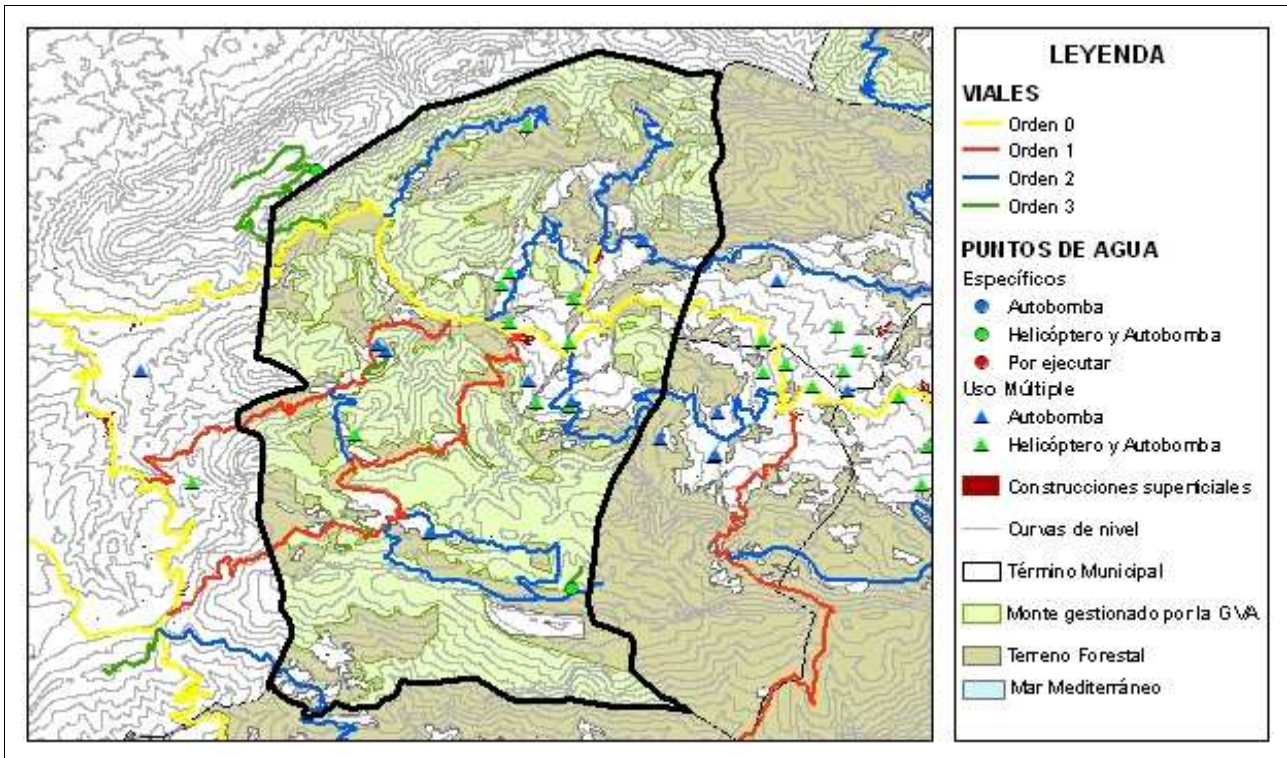 LEYENDA
VIALES
Orden 0
Orden 1
Orden 2
Orden 3
PUNTOS DE AGUA
Específicos
Autobomba
Helicóptero y Autobomba
Por ejecutar
Uso Múltiple
Autobomba
Helicóptero y Autobomba
Construcciones superficiales
Curvas de nivel
Término Municipal
Monte gestionado por la GVA
Terreno Forestal
Mar Mediterráneo